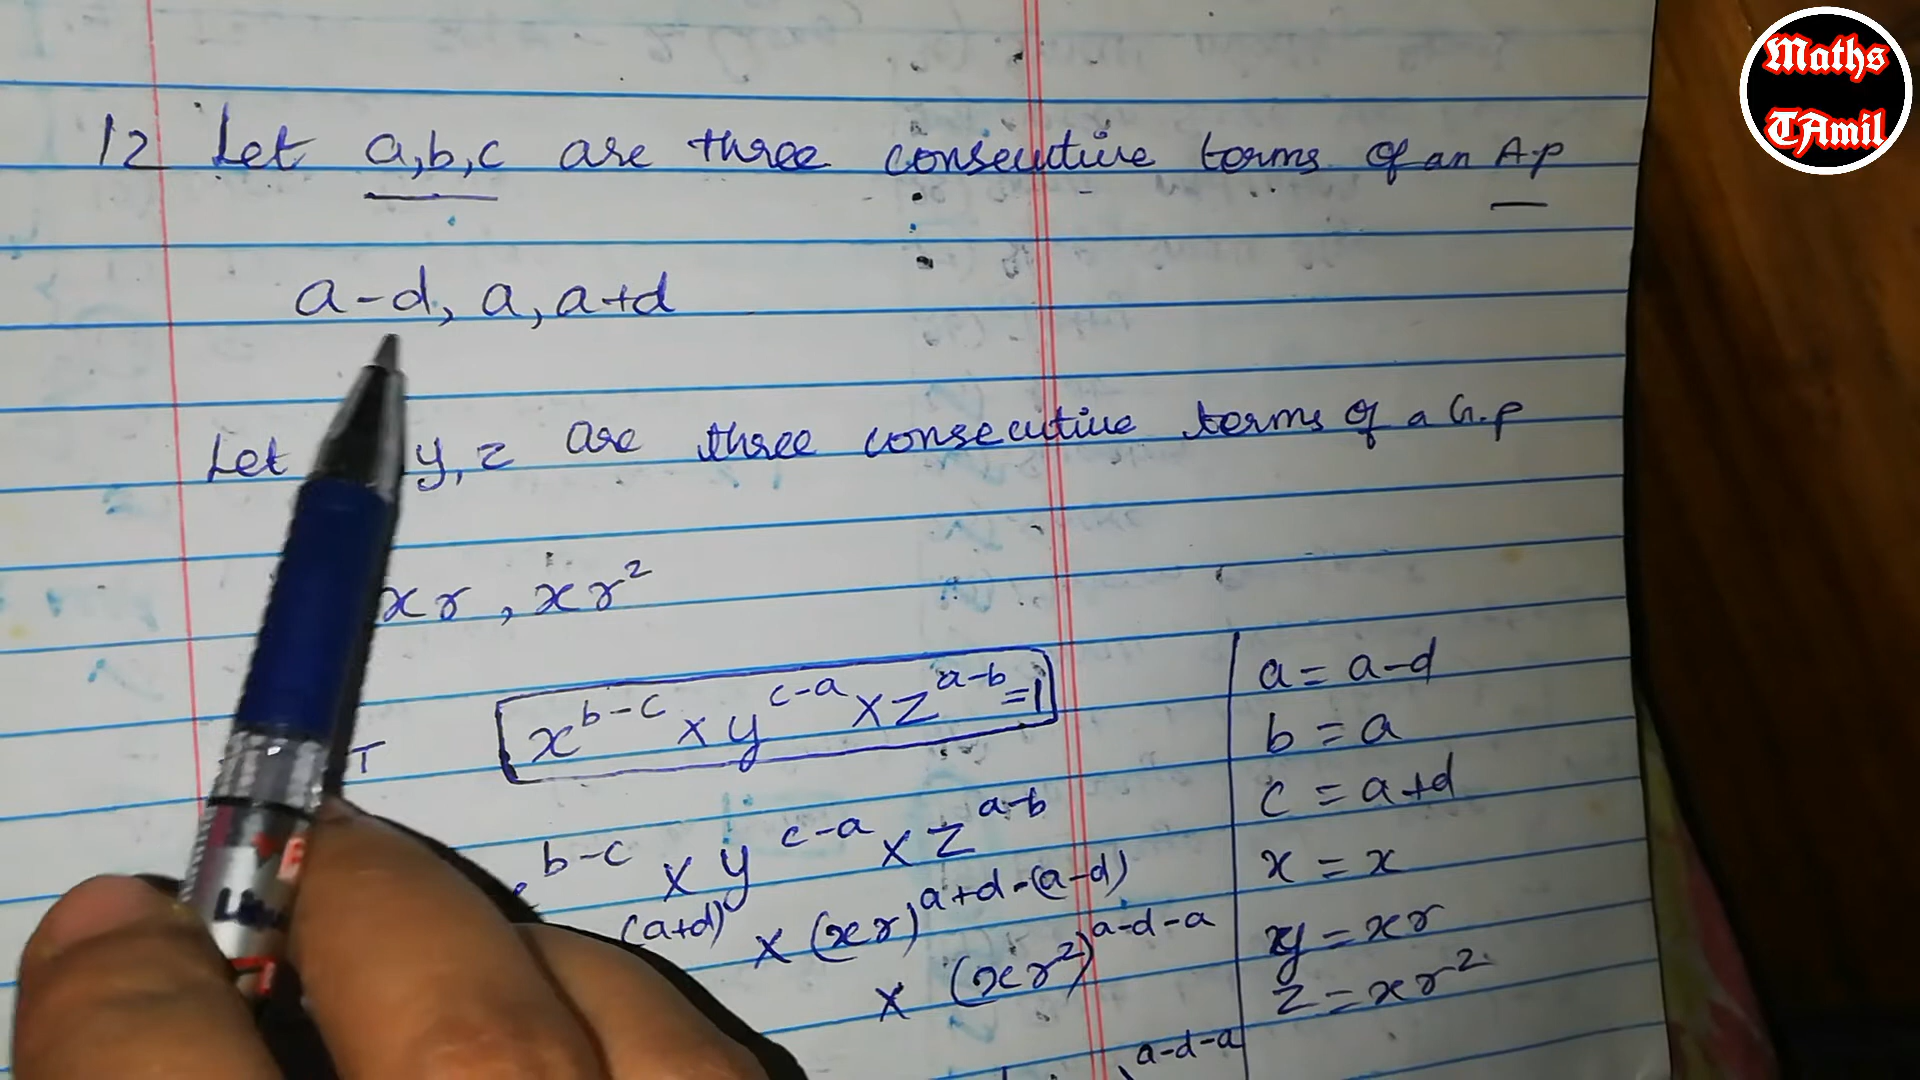 Maths
TAmil
12 Let a,b,c are three consecutive terms of an A.P
a-d, a, a+d
Let y, z are three consecutive terms of a G.P
xr, xr²
T x^{b-c} × y^{c-a} × z^{a-b} = 1
b-c × y^{c-a} × z^{a-b}
(a+d) × (xr)^{a+d-(a-d)}
× (xr²)^{a-d-a}
a-d-a
a = a-d
b = a
c = a+d
x = x
y = xr
z = xr²